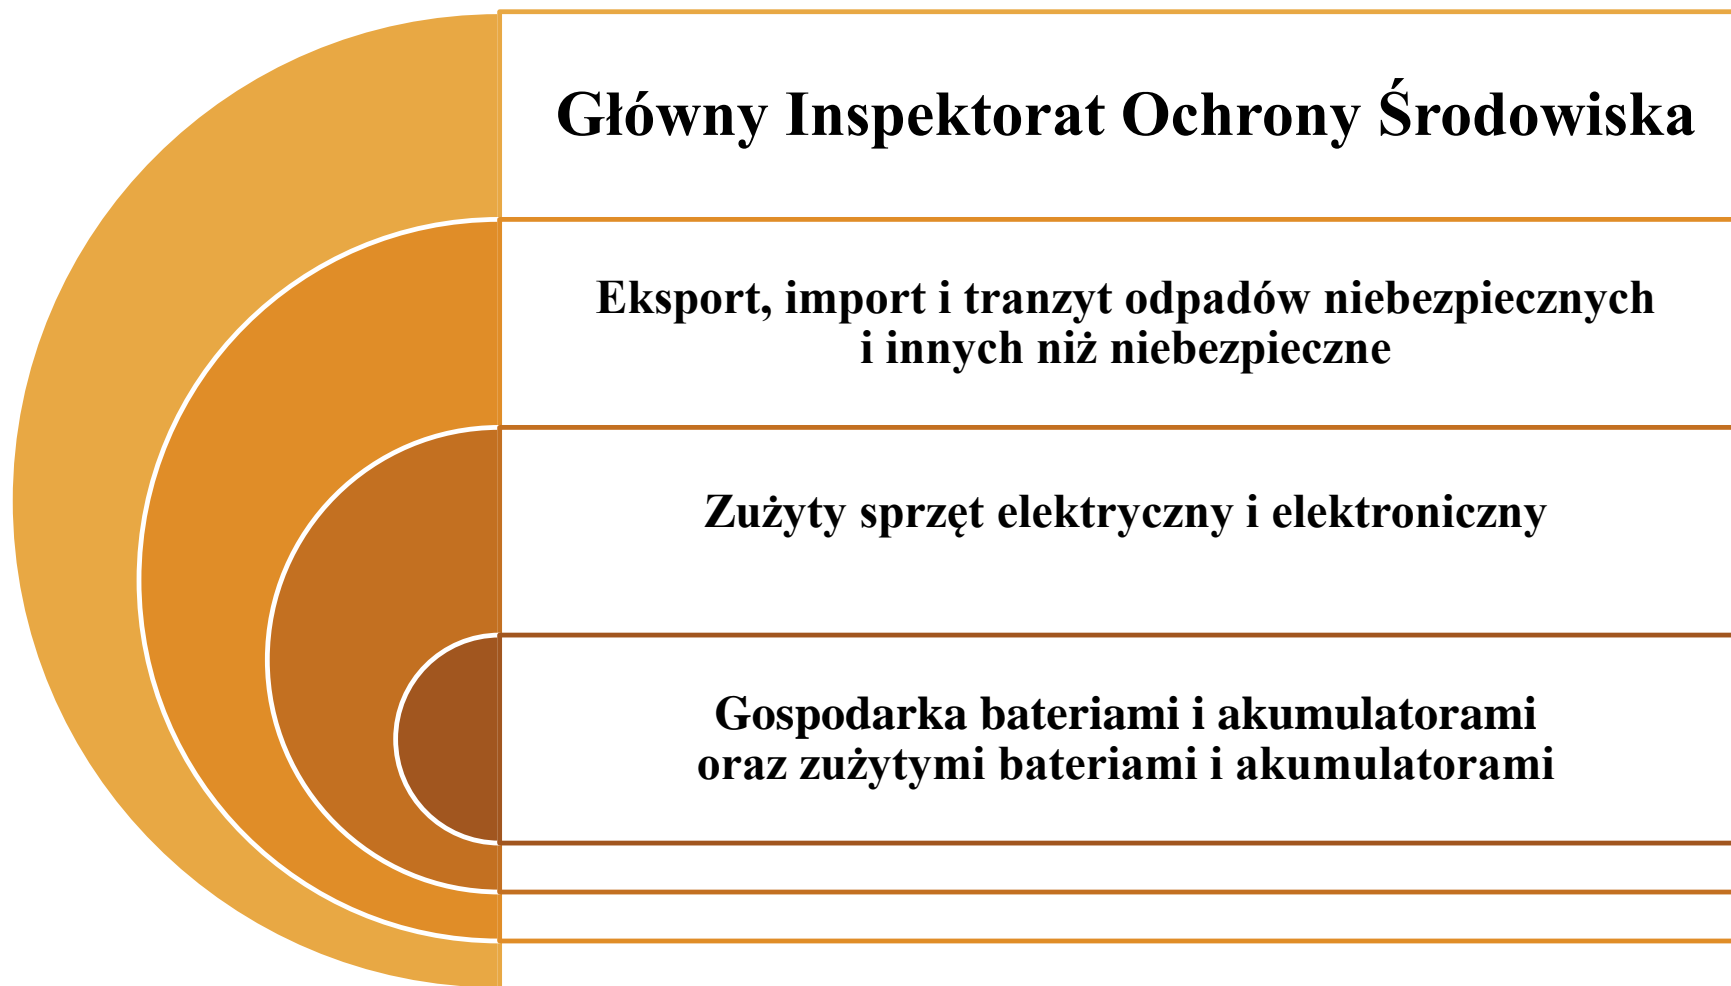 Główny Inspektorat Ochrony Środowiska
Eksport, import i tranzyt odpadów niebezpiecznych
i innych niż niebezpieczne
Zużyty sprzęt elektryczny i elektroniczny
Gospodarka bateriami i akumulatorami
oraz zużytymi bateriami i akumulatorami